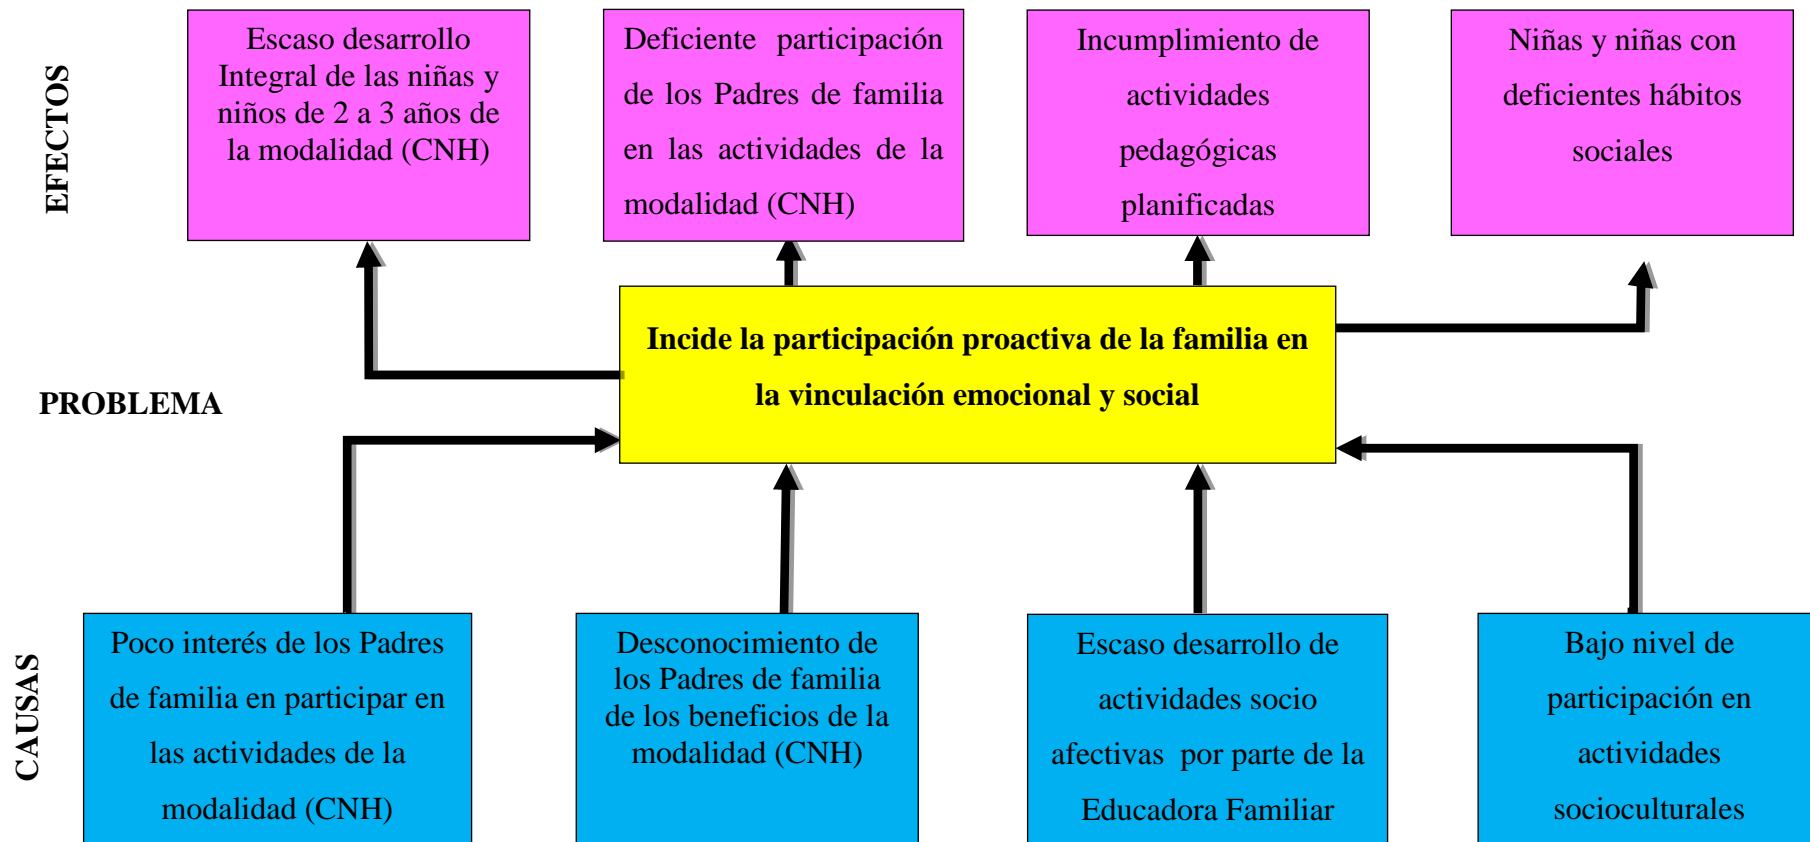 EFECTOS
Escaso desarrollo
Integral de las niñas y
niños de 2 a 3 años de
la modalidad (CNH)
Deficiente participación
de los Padres de familia
en las actividades de la
modalidad (CNH)
Incumplimiento de
actividades
pedagógicas
planificadas
Niñas y niñas con
deficientes hábitos
sociales
PROBLEMA
Incide la participación proactiva de la familia en
la vinculación emocional y social
CAUSAS
Poco interés de los Padres
de familia en participar en
las actividades de la
modalidad (CNH)
Desconocimiento de
los Padres de familia
de los beneficios de la
modalidad (CNH)
Escaso desarrollo de
actividades socio
afectivas por parte de la
Educadora Familiar
Bajo nivel de
participación en
actividades
socioculturales